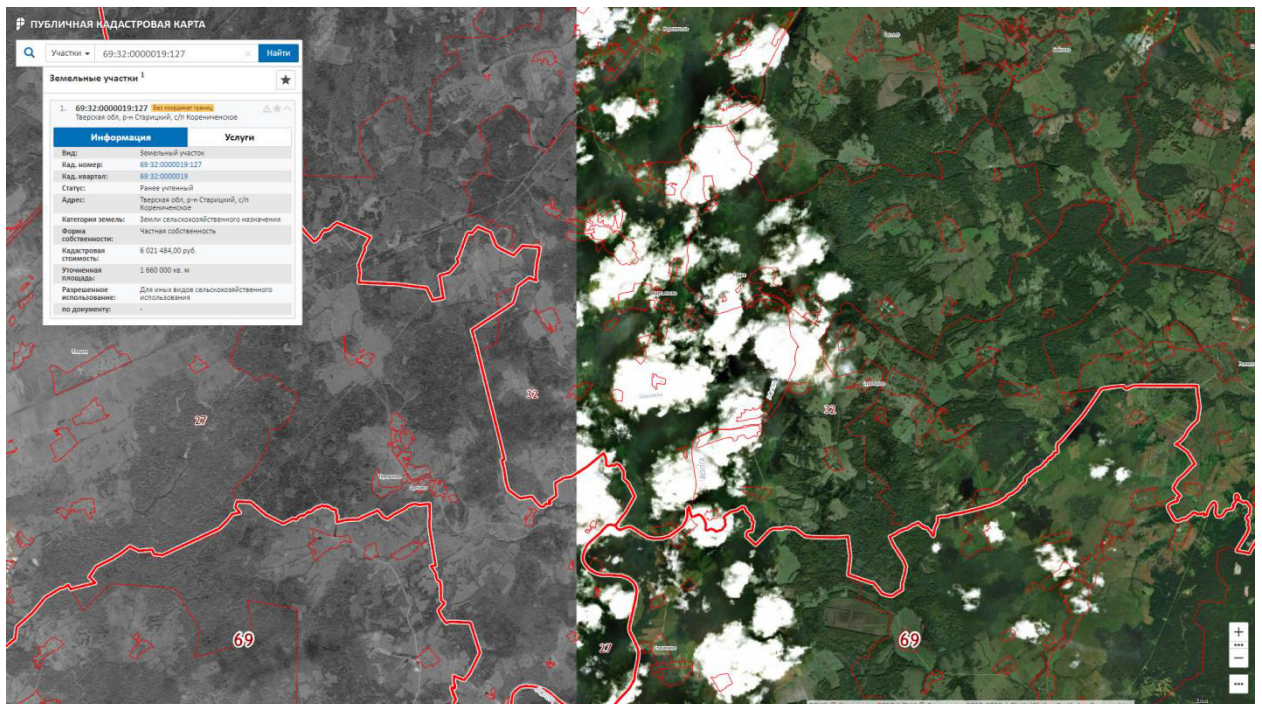 ПУБЛИЧНАЯ КАДАСТРОВАЯ КАРТА
Участки 69:32:0000019:127 × Найти
Земельные участки 1
1. 69:32:0000019:127 Без координат границ
Тверская обл, р-н Старицкий, с/п Корениченское
Информация Услуги
Вид: Земельный участок
Кад. номер: 69:32:0000019:127
Кад. квартал: 69:32:0000019
Статус: Ранее учтенный
Адрес: Тверская обл, р-н Старицкий, с/п
Корениченское
Категория земель: Земли сельскохозяйственного назначения
Форма
собственности: Частная собственность
Кадастровая
стоимость: 6 021 484,00 руб.
Уточненная
площадь: 1 660 000 кв. м
Разрешенное
использование: Для иных видов сельскохозяйственного
использования
по документу: -
32
32
27
69
27
69